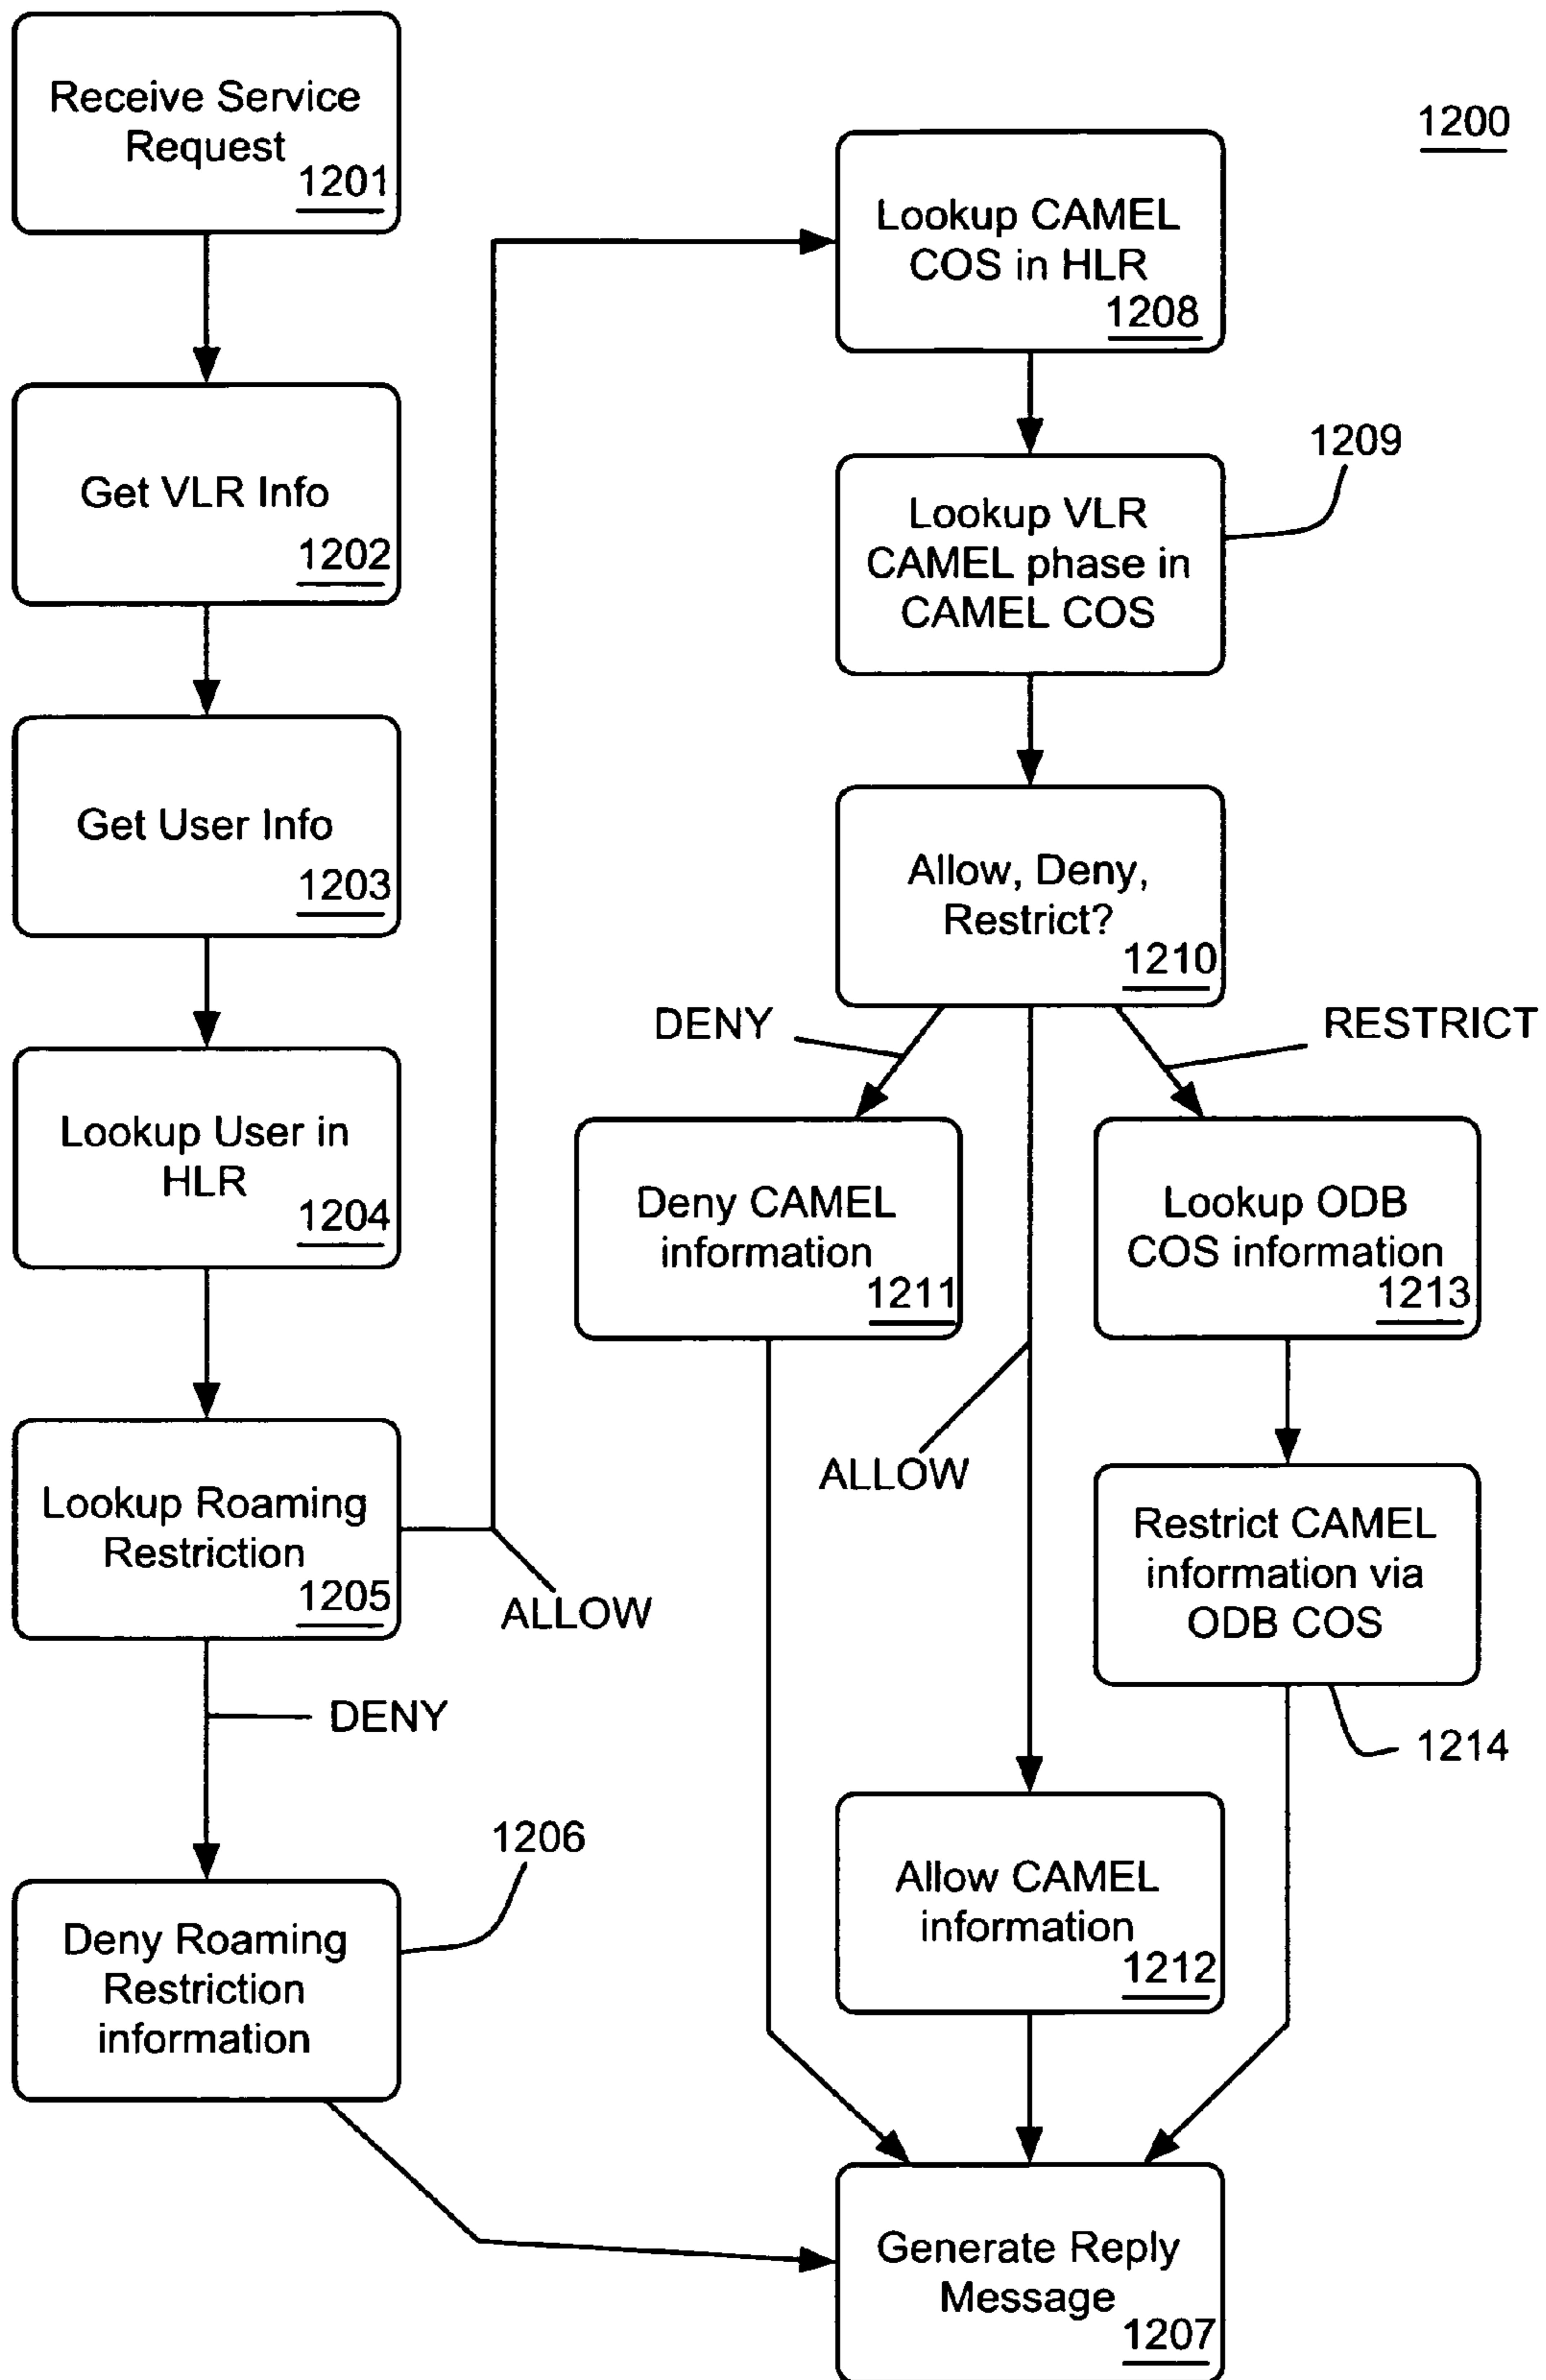 Receive Service
Request
1201
Get VLR Info
1202
Get User Info
1203
Lookup User in
HLR
1204
Lookup Roaming
Restriction
1205
ALLOW
DENY
1206
Deny Roaming
Restriction
information
1200
Lookup CAMEL
COS in HLR
1208
1209
Lookup VLR
CAMEL phase in
CAMEL COS
Allow, Deny,
Restrict?
1210
DENY
RESTRICT
Deny CAMEL
information
1211
Lookup ODB
COS information
1213
ALLOW
Restrict CAMEL
information via
ODB COS
1214
Allow CAMEL
information
1212
Generate Reply
Message
1207